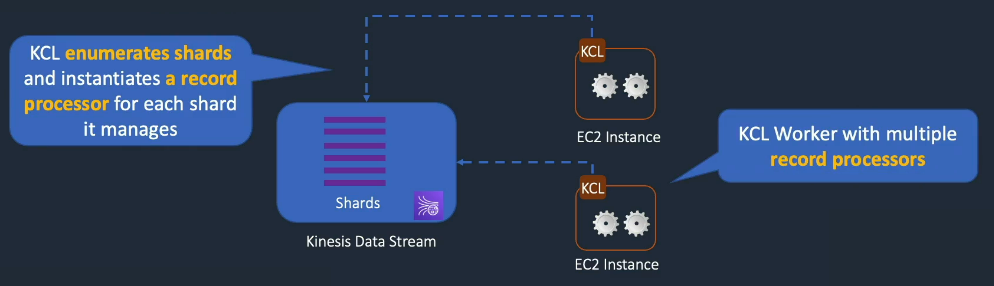 KCL enumerates shards
and instantiates a record
processor for each shard
it manages
KCL
EC2 Instance
Shards
Kinesis Data Stream
KCL Worker with multiple
record processors
KCL
EC2 Instance